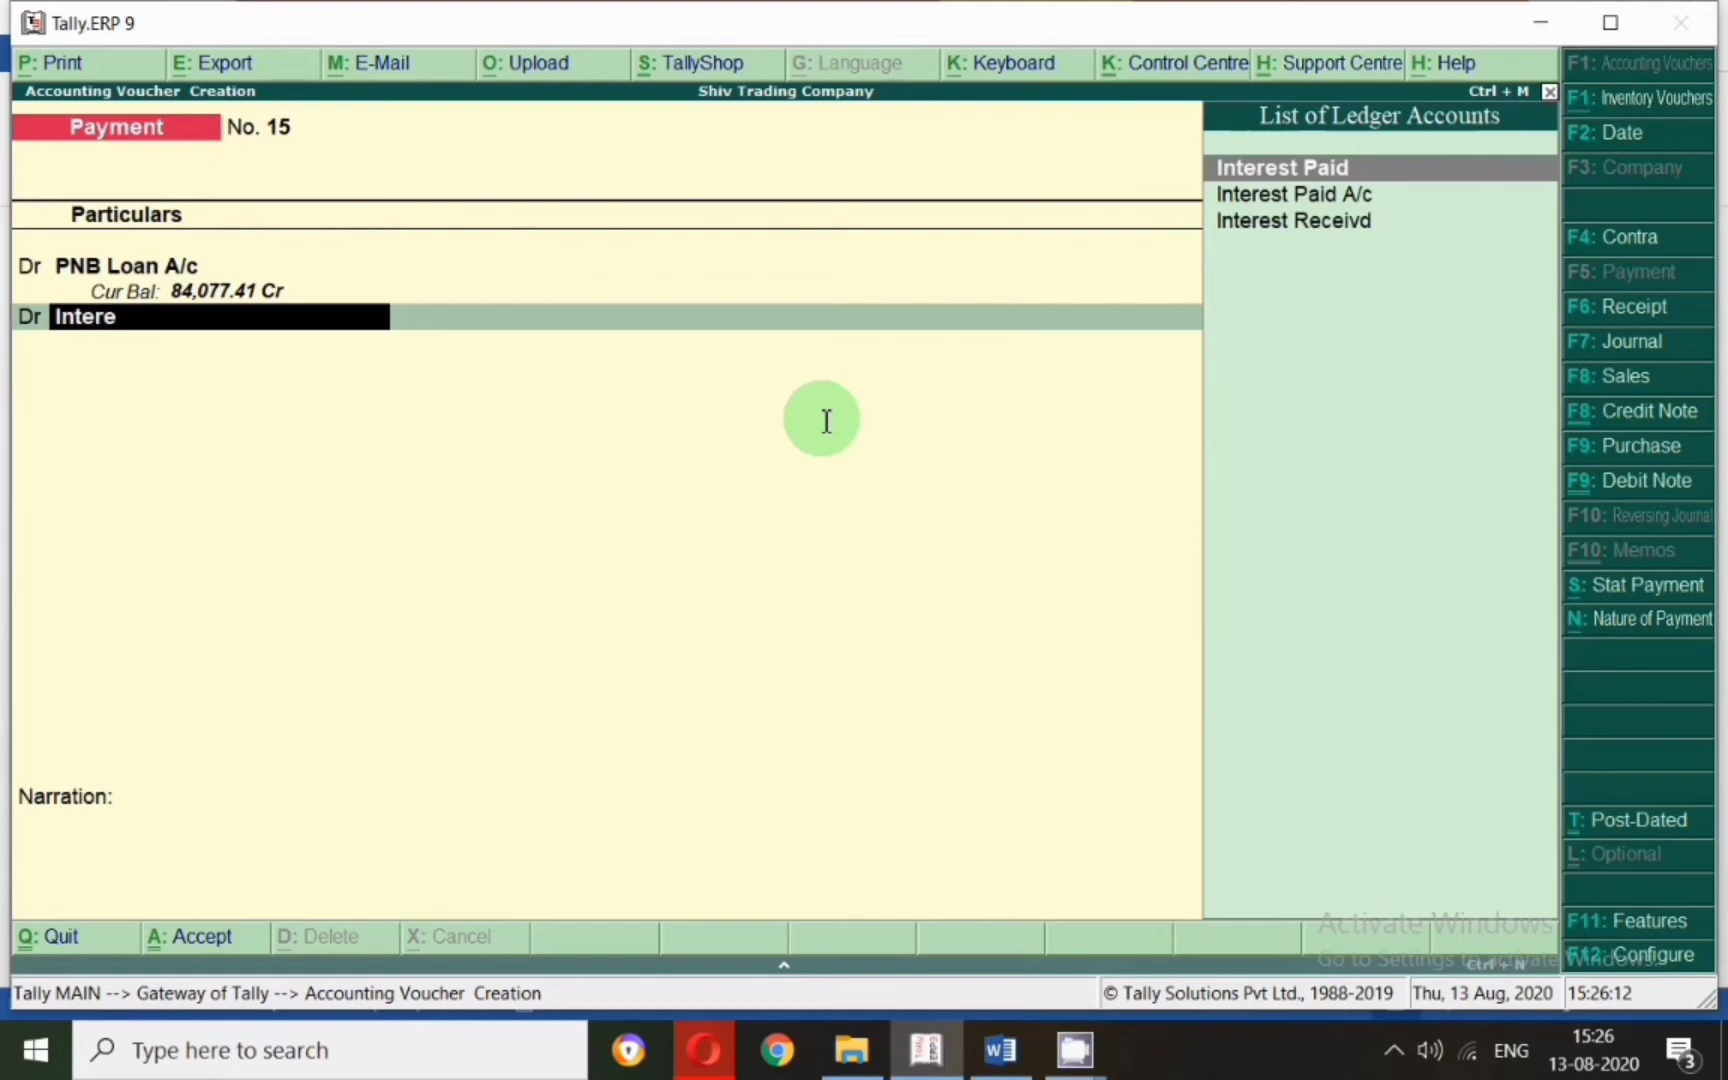 Tally.ERP 9
P: Print E: Export M: E-Mail O: Upload S: TallyShop G: Language K: Keyboard K: Control Centre H: Support Centre H: Help
Accounting Voucher Creation Shiv Trading Company Ctrl + M
Payment No. 15
Particulars
Dr PNB Loan A/c
Cur Bal: 84,077.41 Cr
Dr Intere
Narration:
List of Ledger Accounts
Interest Paid
Interest Paid A/c
Interest Receivd
F1: Accounting Vouchers
F1: Inventory Vouchers
F2: Date
F3: Company
F4: Contra
F5: Payment
F6: Receipt
F7: Journal
F8: Sales
F8: Credit Note
F9: Purchase
F9: Debit Note
F10: Reversing Journal
F10: Memos
S: Stat Payment
N: Nature of Payment
T: Post-Dated
L: Optional
F11: Features
F12: Configure
Activate Windows
Go to Settings to activate Windows.
Q: Quit A: Accept D: Delete X: Cancel
Ctrl + N
Tally MAIN --> Gateway of Tally --> Accounting Voucher Creation © Tally Solutions Pvt Ltd., 1988-2019 Thu, 13 Aug, 2020 15:26:12
Type here to search
Tally ERP9
W
ENG
15:26
13-08-2020
3